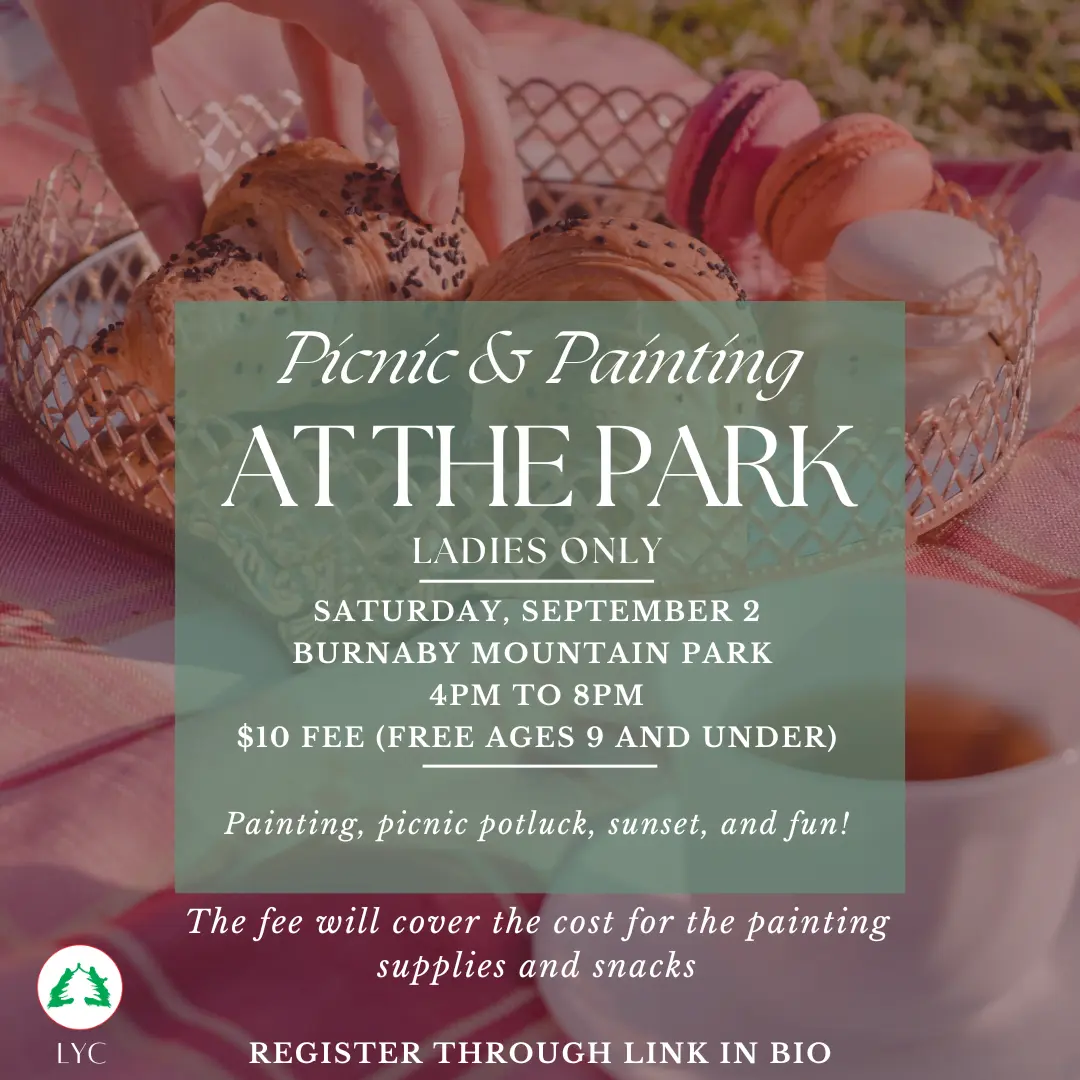 Picnic & Painting
AT THE PARK
LADIES ONLY
SATURDAY, SEPTEMBER 2
BURNABY MOUNTAIN PARK
4PM TO 8PM
$10 FEE (FREE AGES 9 AND UNDER)
Painting, picnic potluck, sunset, and fun!
The fee will cover the cost for the painting
supplies and snacks
LYC
REGISTER THROUGH LINK IN BIO